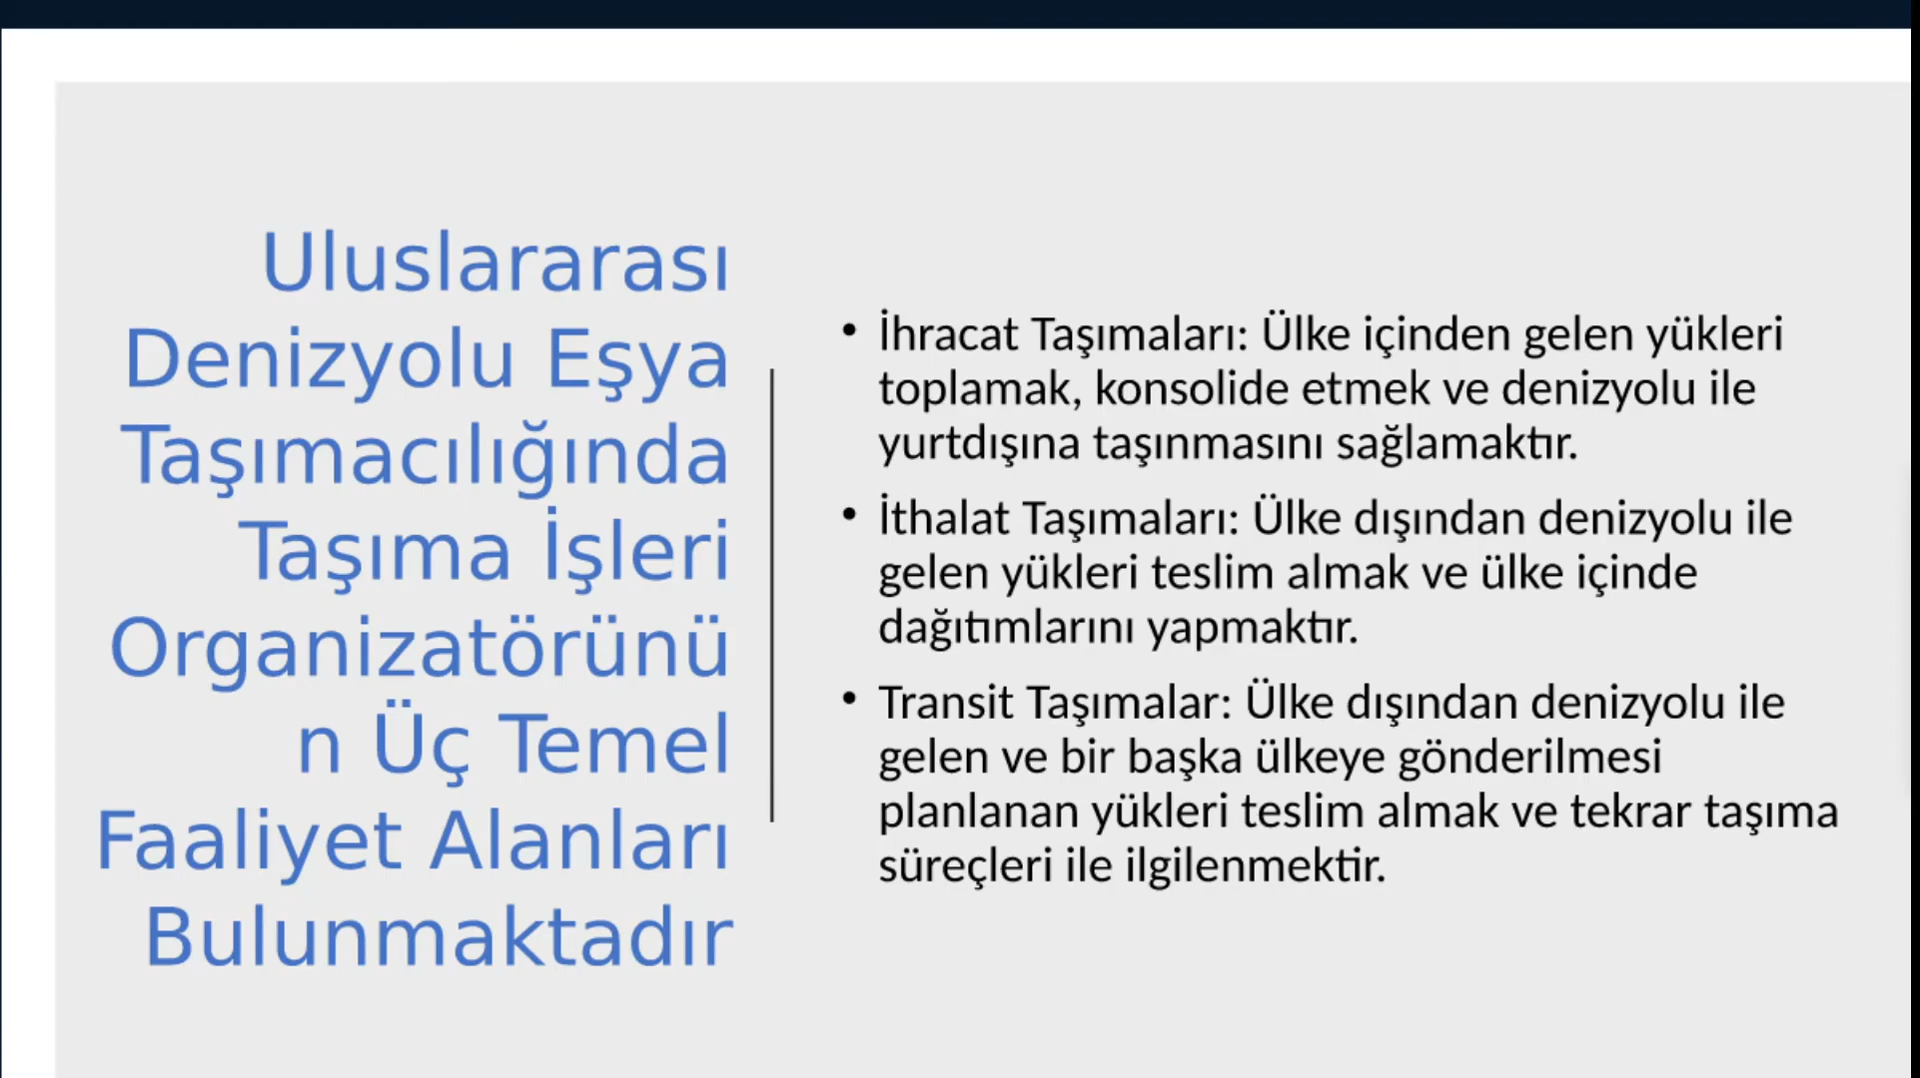 Uluslararası
Denizyolu Eşya
Taşımacılığında
Taşıma İşleri
Organizatörünü
n Üç Temel
Faaliyet Alanları
Bulunmaktadır
• İhracat Taşımaları: Ülke içinden gelen yükleri
toplamak, konsolide etmek ve denizyolu ile
yurtdışına taşınmasını sağlamaktır.
• İthalat Taşımaları: Ülke dışından denizyolu ile
gelen yükleri teslim almak ve ülke içinde
dağıtımlarını yapmaktır.
• Transit Taşımalar: Ülke dışından denizyolu ile
gelen ve bir başka ülkeye gönderilmesi
planlanan yükleri teslim almak ve tekrar taşıma
süreçleri ile ilgilenmektir.